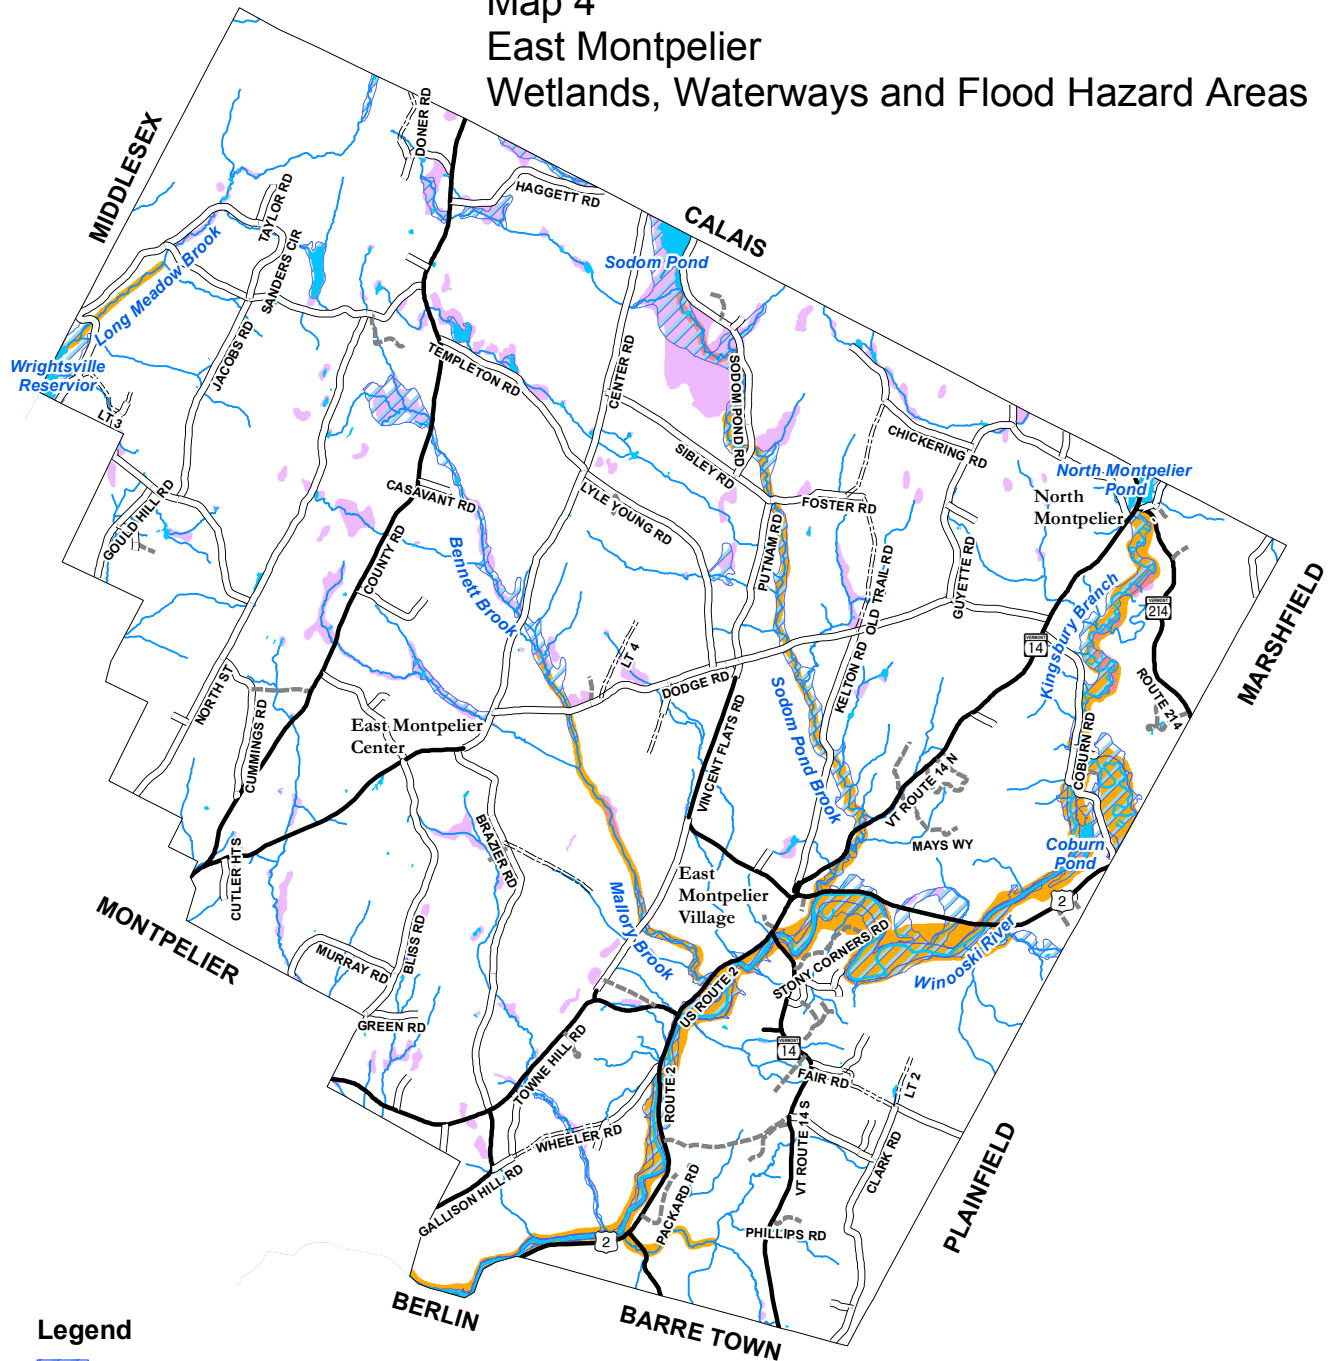 Map 4
East Montpelier
Wetlands, Waterways and Flood Hazard Areas
MIDDLESEX
CALAIS
MARSHFIELD
PLAINFIELD
BARRE TOWN
BERLIN
MONTPELIER
DONER RD
HAGGETT RD
TAYLOR RD
SANDERS CIR
Long Meadow Brook
Wrightsville
Reservior
LT 3
JACOBS RD
GOULD HILL RD
Sodom Pond
CENTER RD
TEMPLETON RD
SODOM POND RD
SIBLEY RD
LYLE YOUNG RD
CASAVANT RD
COUNTY RD
Bennett Brook
PUTNAM RD
FOSTER RD
CHICKERING RD
North Montpelier
Pond
North
Montpelier
OLD TRAIL RD
GUYETTE RD
Kingsbury Branch
VERMONT
214
VERMONT
14
ROUTE 214
LT 4
DODGE RD
KELTON RD
Sodom Pond Brook
VINCENT FLATS RD
NORTH ST
CUMMINGS RD
East Montpelier
Center
COBURN RD
VT ROUTE 14 N
MAYS WY
Coburn
Pond
2
BRAZIER RD
CUTLER HTS
East
Montpelier
Village
Mallory Brook
STONY CORNERS RD
Winooski River
MURRAY RD
BLISS RD
GREEN RD
US ROUTE 2
TOWNE HILL RD
VERMONT
14
FAIR RD
LT 2
ROUTE 2
VT ROUTE 14 S
WHEELER RD
CLARK RD
GALLISON HILL RD
PACKARD RD
PHILLIPS RD
2
Legend